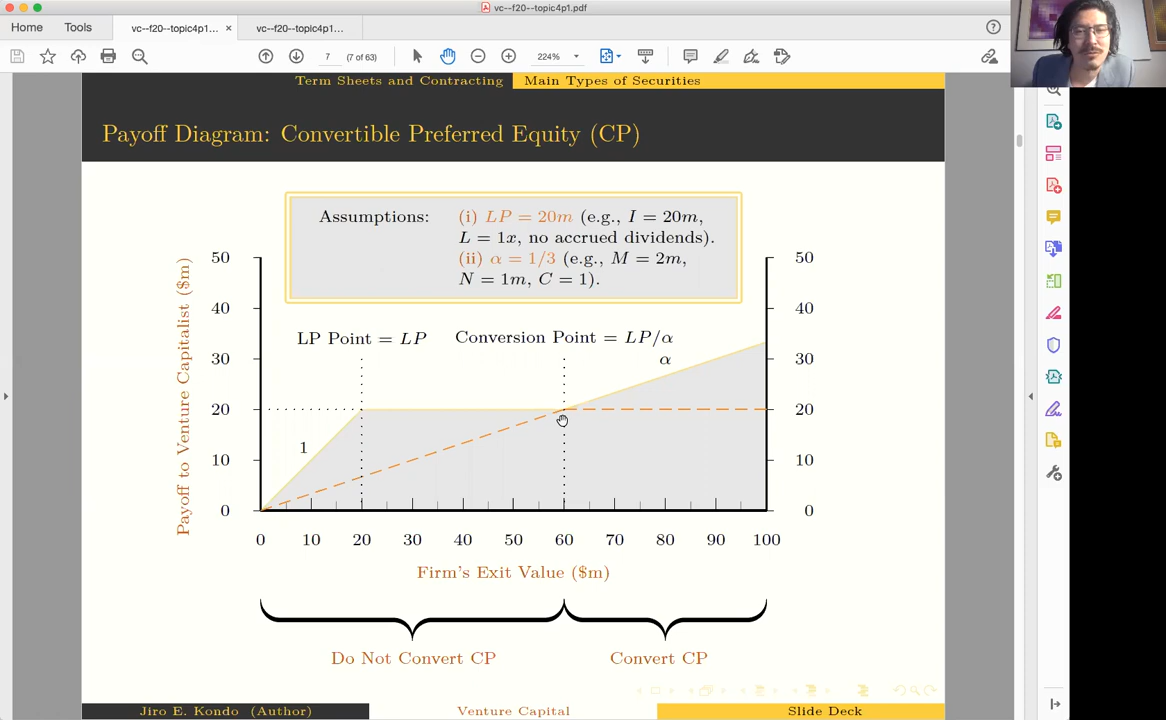 vc--f20--topic4p1.pdf
Home Tools vc--f20--topic4p1... × vc--f20--topic4p1...
7 (7 of 63) 224%
Term Sheets and Contracting Main Types of Securities
Payoff Diagram: Convertible Preferred Equity (CP)
Assumptions: (i) LP = 20m (e.g., I = 20m,
L = 1x, no accrued dividends).
(ii) α = 1/3 (e.g., M = 2m,
N = 1m, C = 1).
50 50
40 40
LP Point = LP Conversion Point = LP/α
30 α 30
20 20
1
10 10
0 0
Payoff to Venture Capitalist ($m)
0 10 20 30 40 50 60 70 80 90 100
Firm's Exit Value ($m)
Do Not Convert CP Convert CP
Jiro E. Kondo (Author) Venture Capital Slide Deck